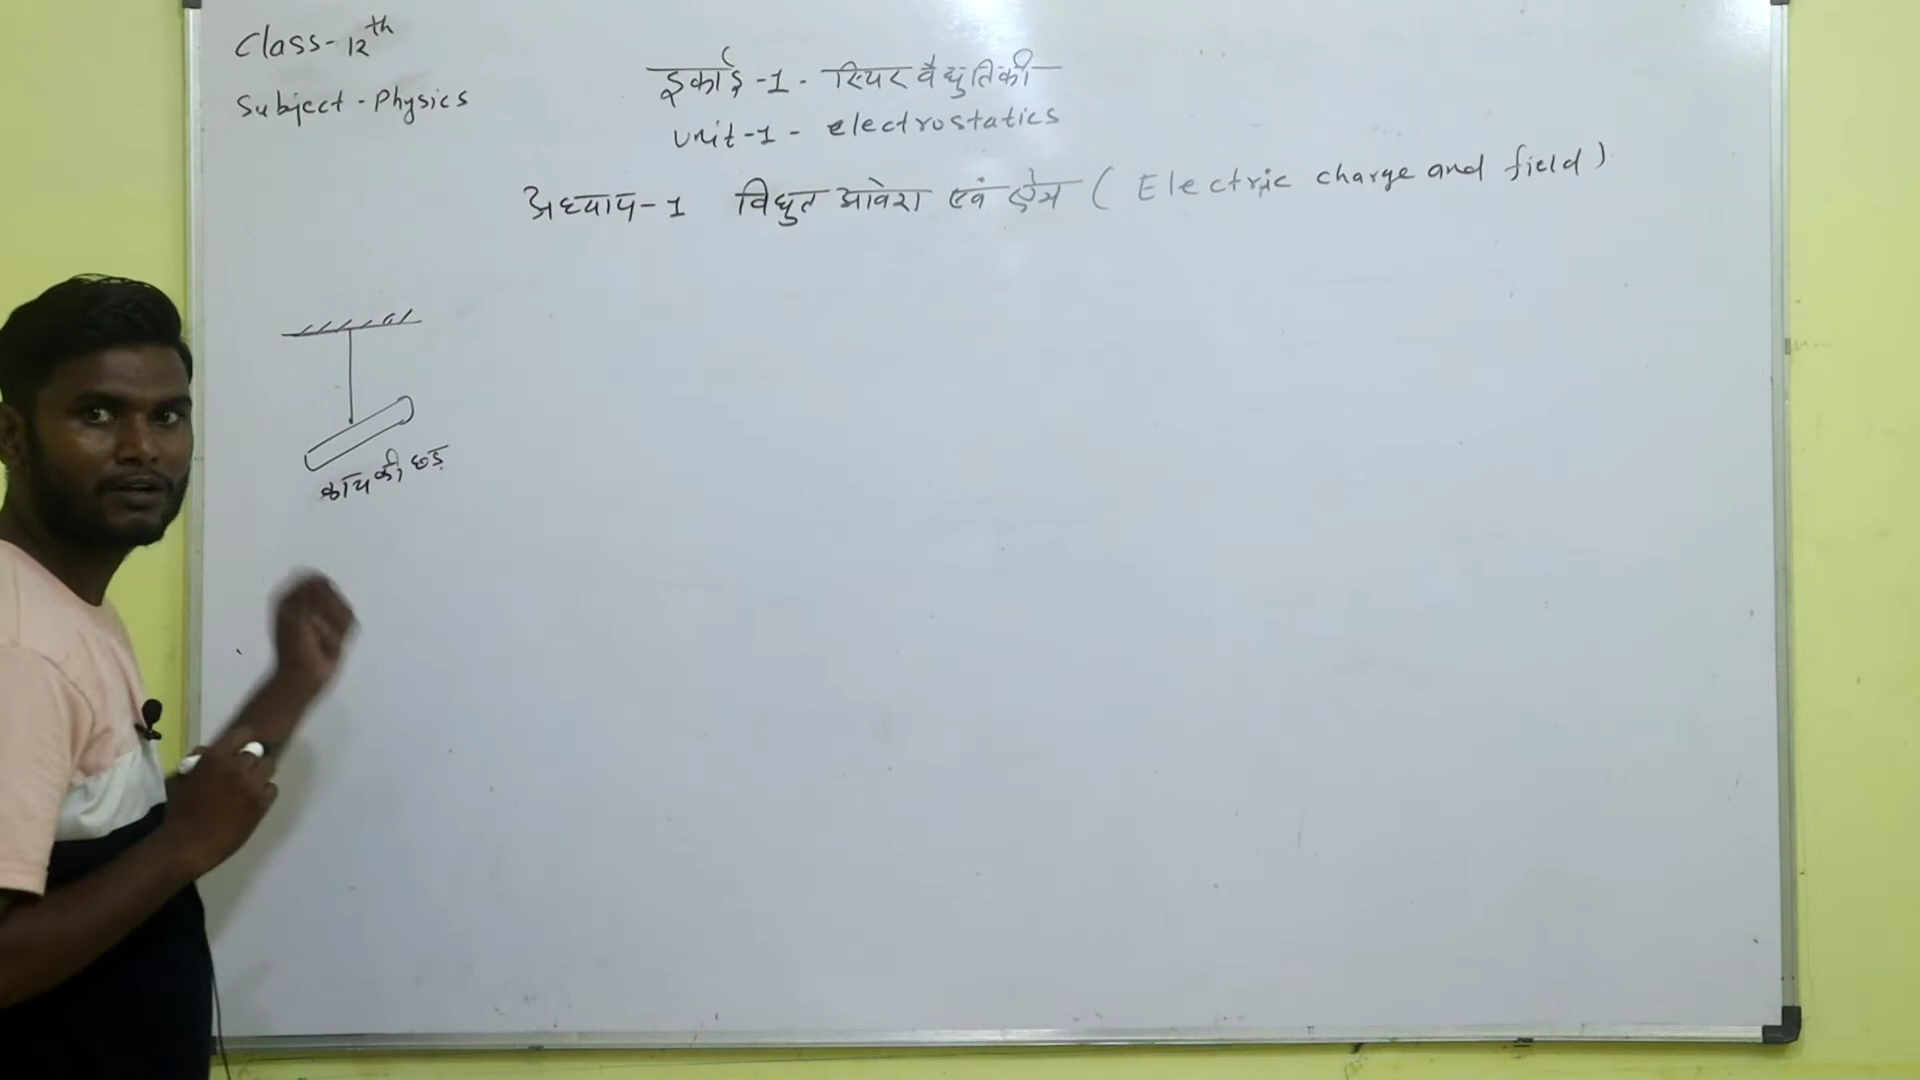 Class-12th
Subject-Physics
इकाई-1- स्थिर वैद्युतिकी
Unit-1- electrostatics
अध्याय-1 विद्युत आवेश एवं क्षेत्र ( Electric charge and field )
कॉंच की छड़